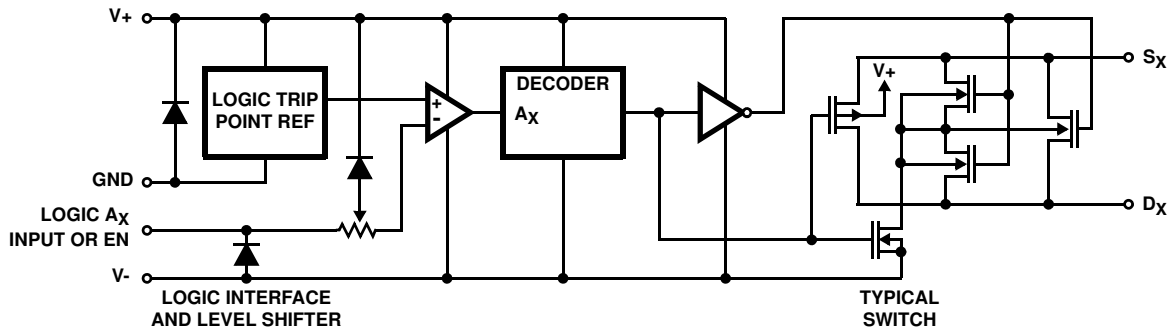 V+
LOGIC TRIP
POINT REF
+
-
DECODER
AX
V+
SX
GND
LOGIC AX
INPUT OR EN
DX
V-
LOGIC INTERFACE
AND LEVEL SHIFTER
TYPICAL
SWITCH